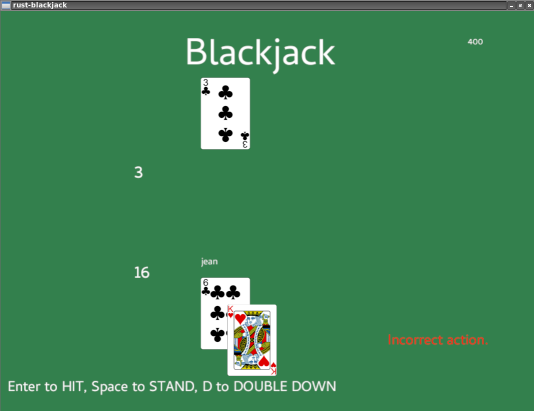 rust-blackjack
Blackjack
400
3
3
3
jean
16
6
K
K
Incorrect action.
Enter to HIT, Space to STAND, D to DOUBLE DOWN